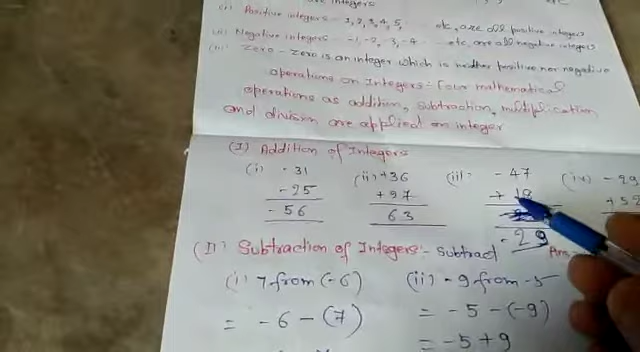 are integers
(i) Positive integers - 1, 2, 3, 4, 5, etc, are all positive integers
(ii) Negative integers - -1, -2, -3, -4 ... etc, are all negative integers
(iii) Zero - Zero is an integer which is neither positive nor negative
operations on Integers:- Four mathematical
operations as addition, subtraction, multiplication
and division are applied on integer
(I) Addition of Integers
(i) - 31 (ii) +36 (iii) - 47 (iv) - 99
- 25 + 97 + 18 + 52
- 56 63
- 29 Ans
(II) Subtraction of Integers:- Subtract
(i) 7 from (-6) (ii) - 9 from -5
= - 6 - (7) = - 5 - (-9)
= - 5 + 9